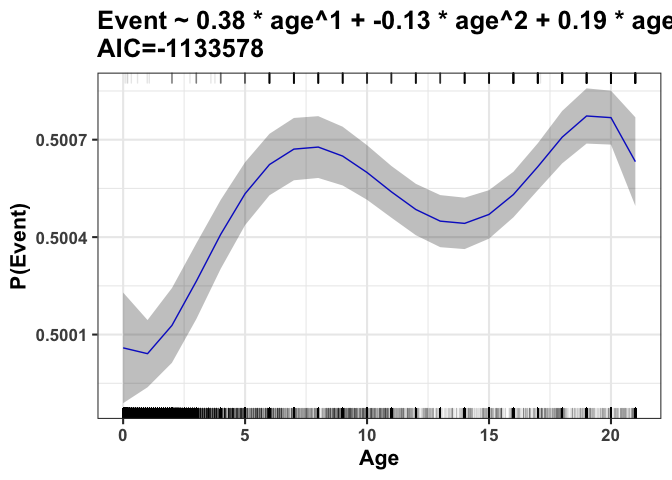 Event ~ 0.38 * age^1 + -0.13 * age^2 + 0.19 * age
AIC=-1133578
0.5007
0.5004
0.5001
P(Event)
0 5 10 15 20
Age